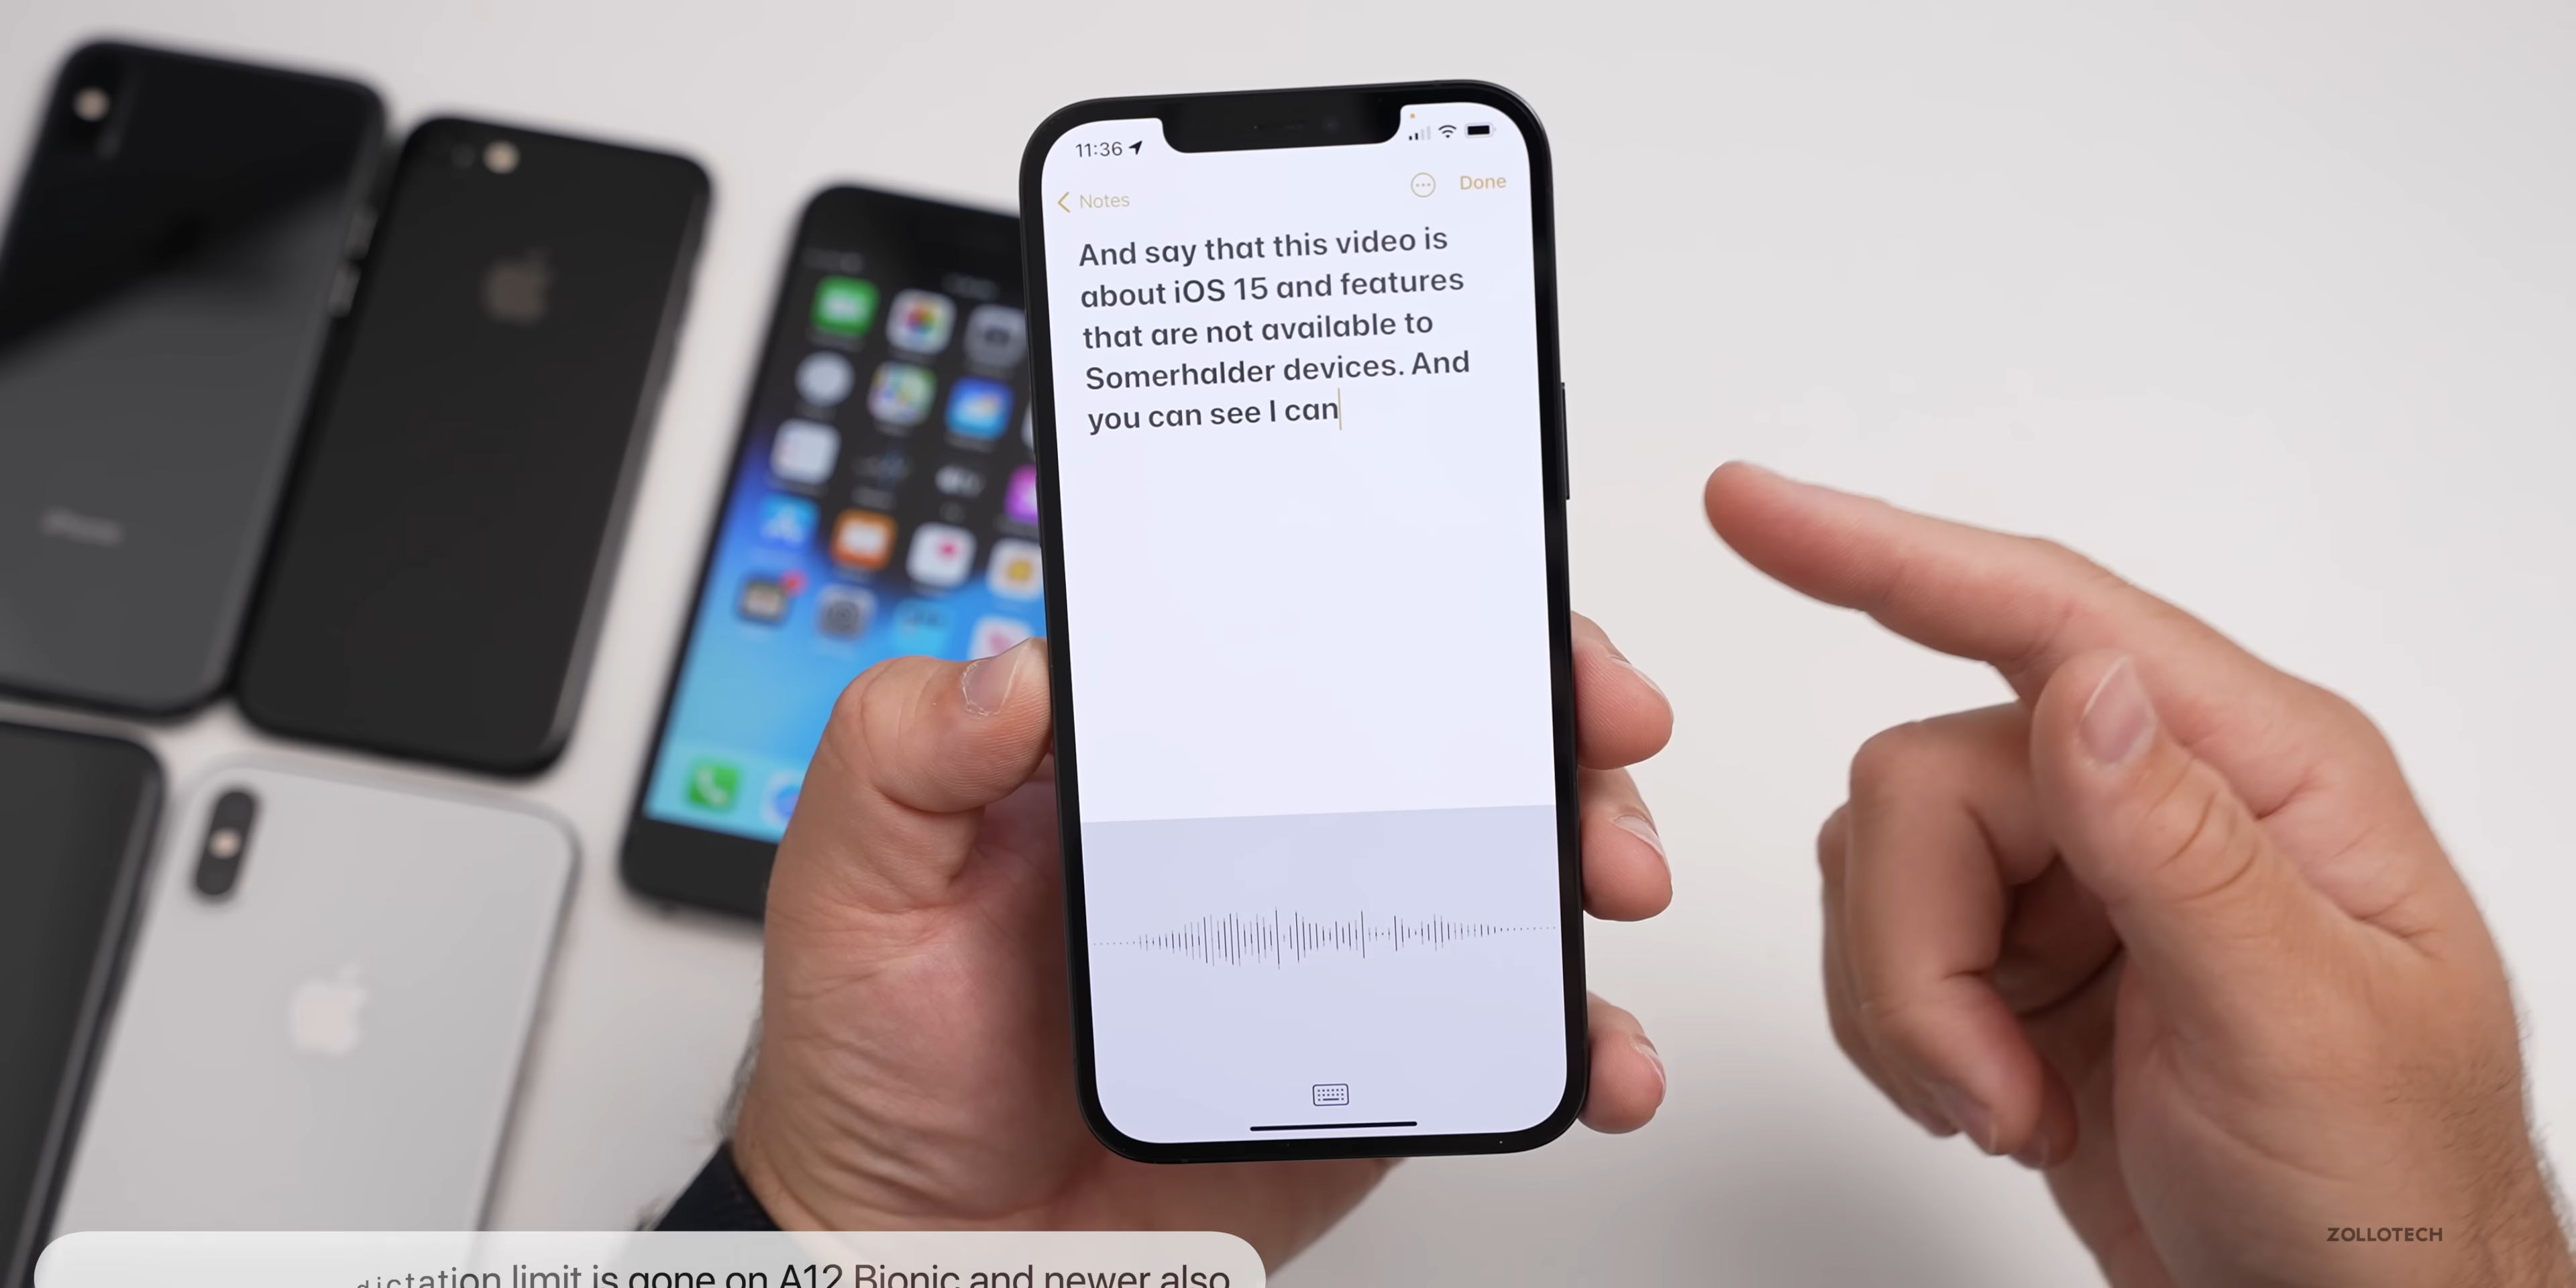 11:36
Notes
Done
And say that this video is
about iOS 15 and features
that are not available to
Somerhalder devices. And
you can see I can
iPhone
ZOLLOTECH
dictation limit is gone on A12 Bionic and newer also